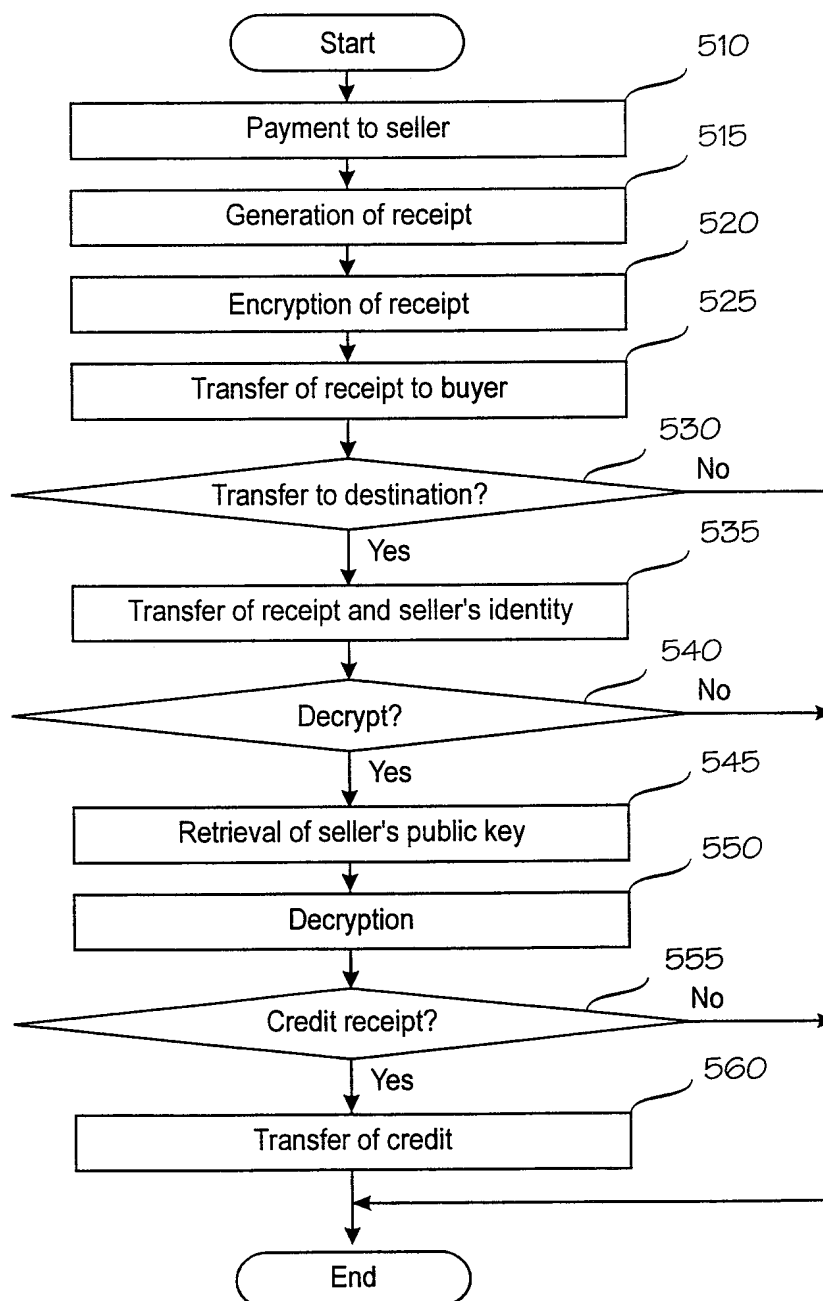 Start
510
Payment to seller
515
Generation of receipt
520
Encryption of receipt
525
Transfer of receipt to buyer
530
Transfer to destination?
No
Yes
535
Transfer of receipt and seller's identity
540
Decrypt?
No
Yes
545
Retrieval of seller's public key
550
Decryption
555
Credit receipt?
No
Yes
560
Transfer of credit
End